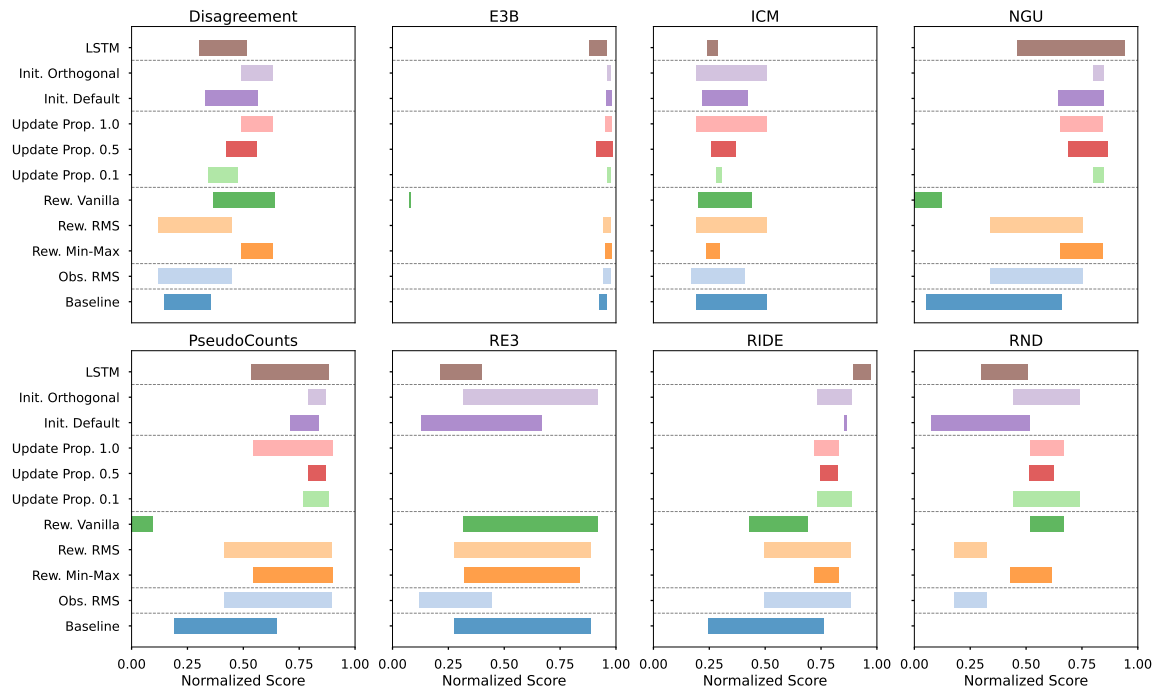 Disagreement
E3B
ICM
NGU
LSTM
Init. Orthogonal
Init. Default
Update Prop. 1.0
Update Prop. 0.5
Update Prop. 0.1
Rew. Vanilla
Rew. RMS
Rew. Min-Max
Obs. RMS
Baseline
PseudoCounts
RE3
RIDE
RND
LSTM
Init. Orthogonal
Init. Default
Update Prop. 1.0
Update Prop. 0.5
Update Prop. 0.1
Rew. Vanilla
Rew. RMS
Rew. Min-Max
Obs. RMS
Baseline
0.00 0.25 0.50 0.75 1.00
0.00 0.25 0.50 0.75 1.00
0.00 0.25 0.50 0.75 1.00
0.00 0.25 0.50 0.75 1.00
Normalized Score
Normalized Score
Normalized Score
Normalized Score